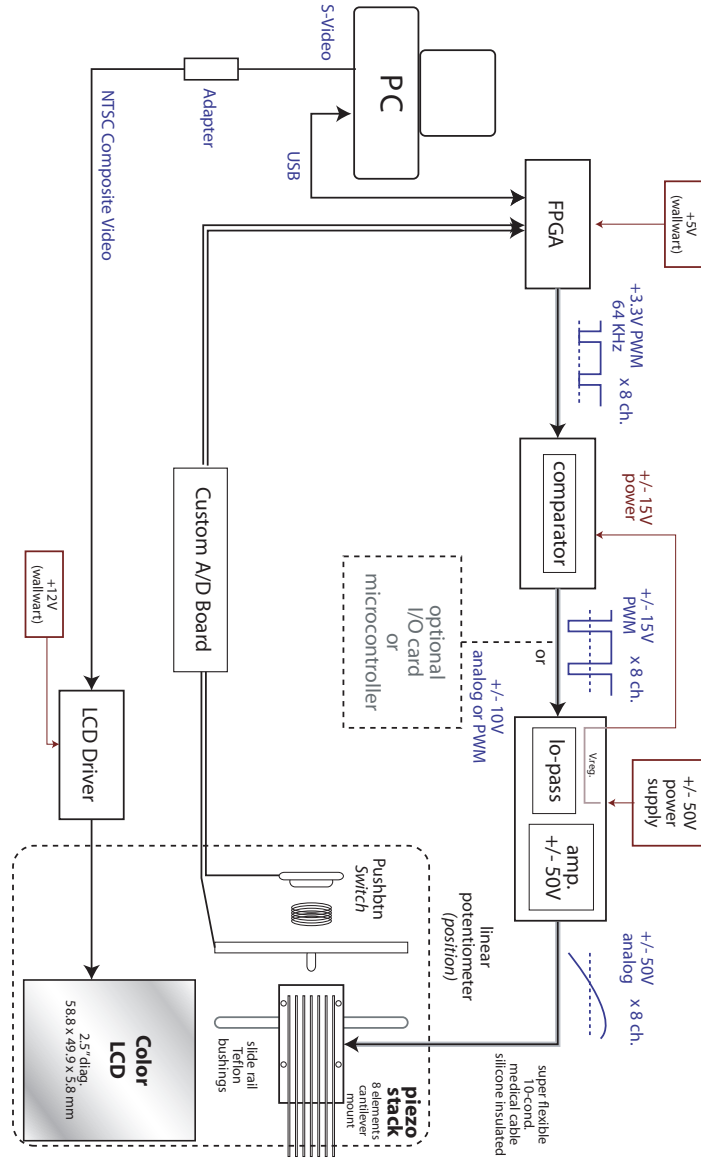 PC
S-Video
Adapter
NTSC Composite Video
USB
+5V
(wallwart)
FPGA
+3.3V PWM
64 KHz
x 8 ch.
comparator
+/- 15V
power
+/- 15V
PWM
x 8 ch.
or
optional
I/O card
or
microcontroller
+/- 10V
analog or PWM
V.reg.
lo-pass
amp.
+/- 50V
+/- 50V
power
supply
+/- 50V
analog
x 8 ch.
super flexible
10-cond.
medical cable
silicone insulated
Custom A/D Board
+12V
(wallwart)
LCD Driver
Pushbtn
Switch
linear
potentiometer
(position)
piezo
stack
8 elements
cantilever
mount
slide rail
Teflon
bushings
Color
LCD
2.5" diag.
58.8 x 49.9 x 5.8 mm